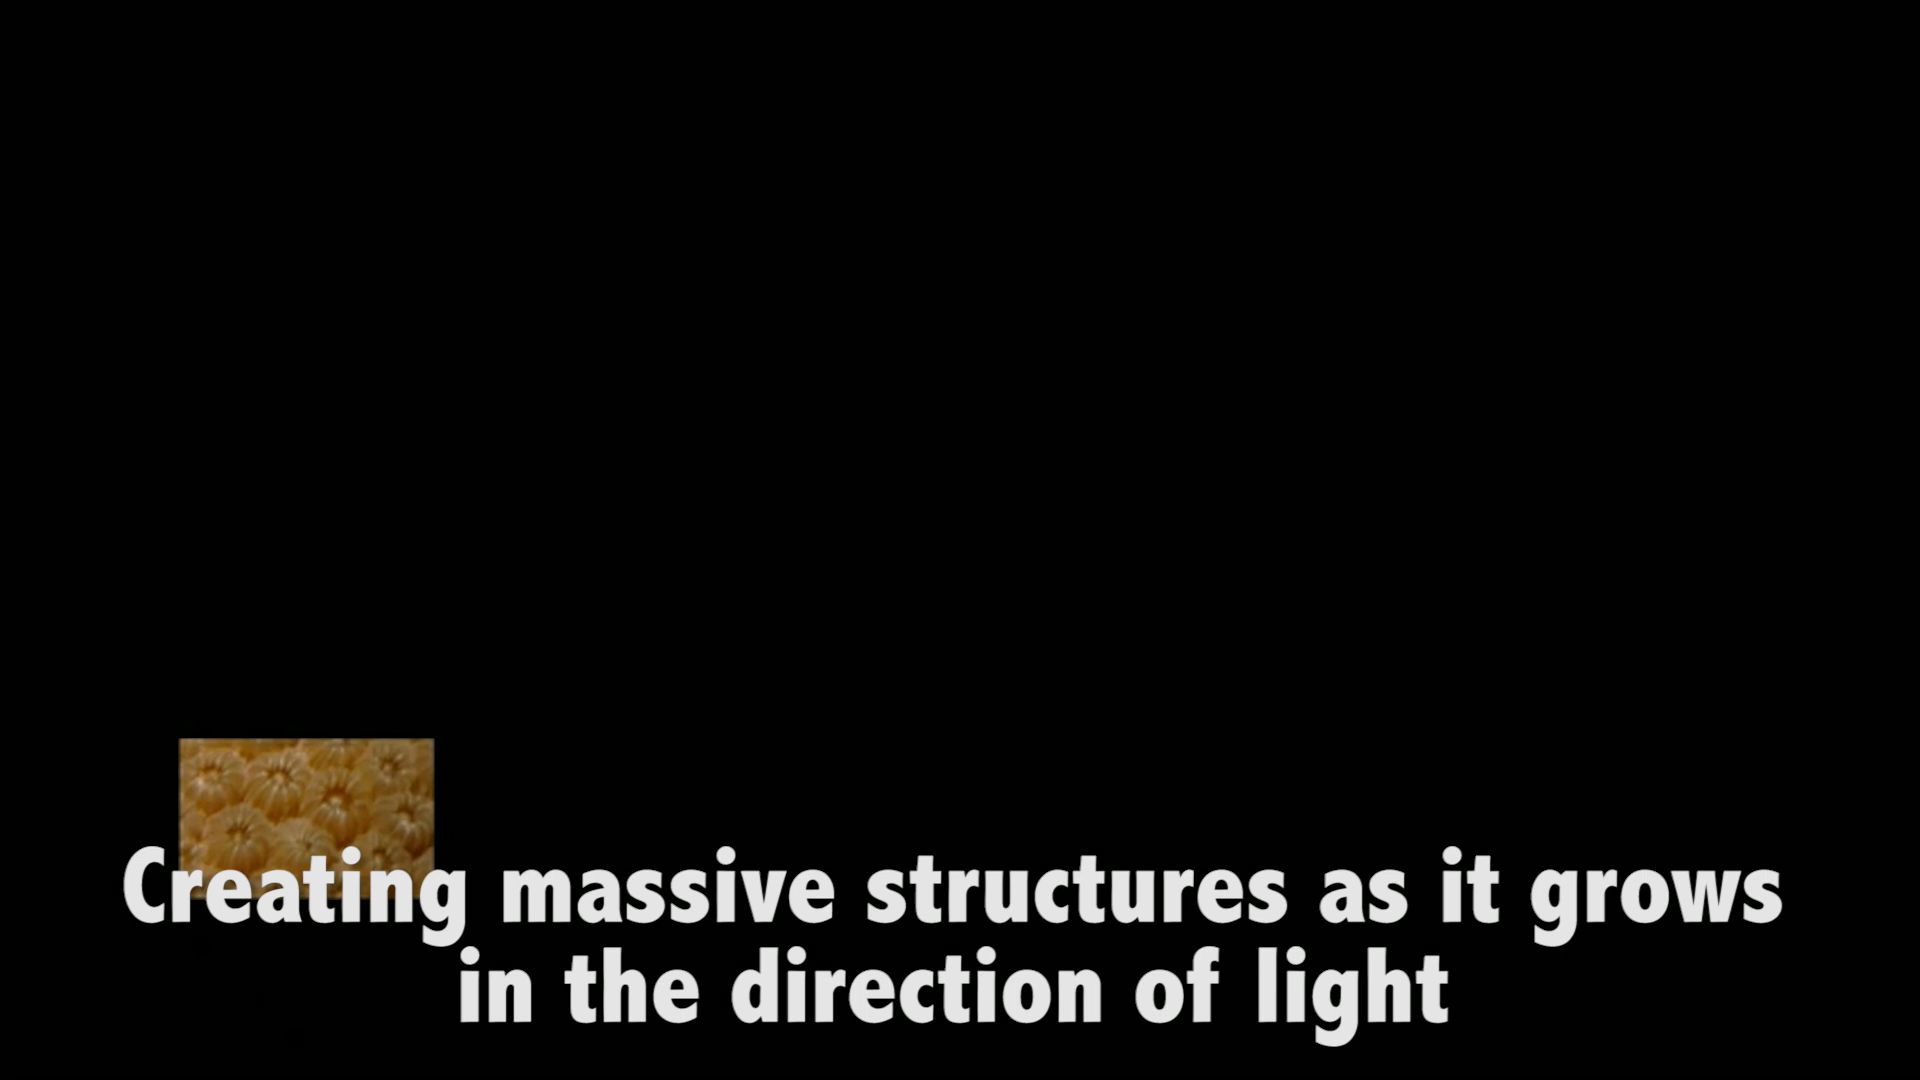 Creating massive structures as it grows
in the direction of light